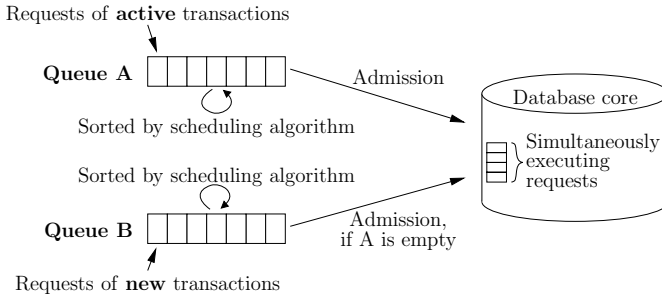 Requests of active transactions
Queue A
Admission
Sorted by scheduling algorithm
Database core
Simultaneously
executing
requests
Sorted by scheduling algorithm
Queue B
Admission,
if A is empty
Requests of new transactions